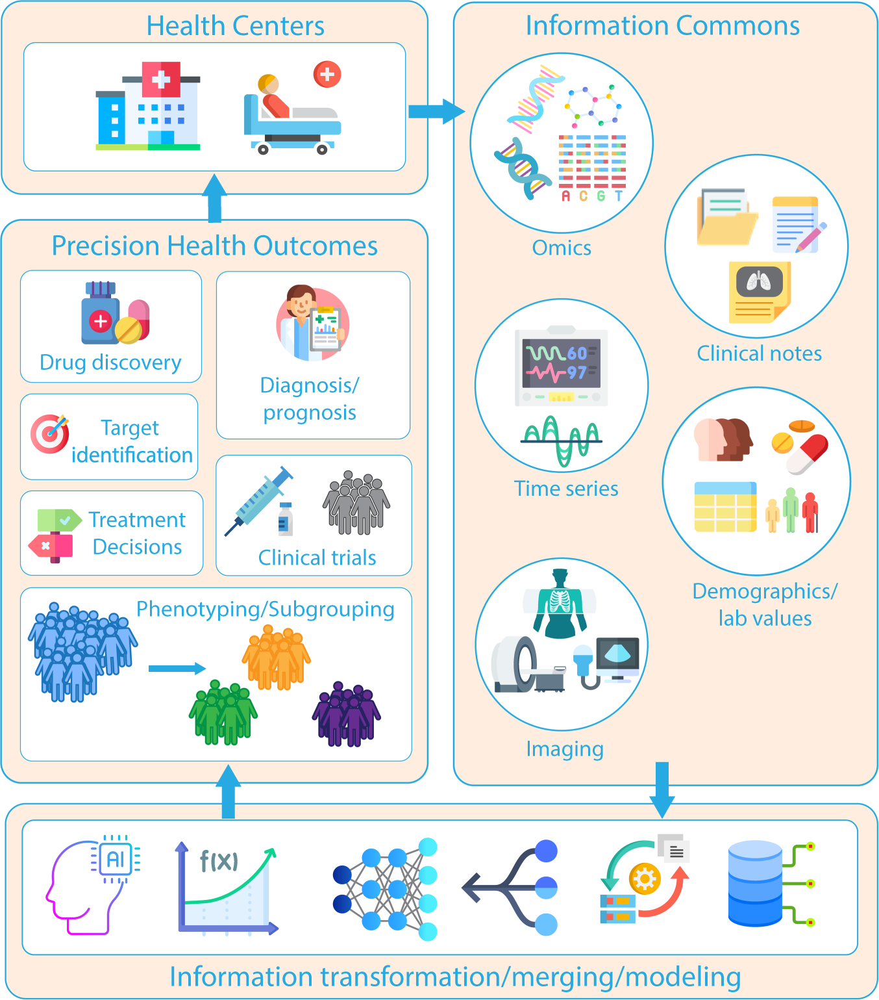 Health Centers
Information Commons
A C G T
Omics
Clinical notes
60
97
Time series
Demographics/
lab values
Imaging
Precision Health Outcomes
Drug discovery
Diagnosis/
prognosis
Target
identification
Treatment
Decisions
Clinical trials
Phenotyping/Subgrouping
AI
f(x)
Information transformation/merging/modeling